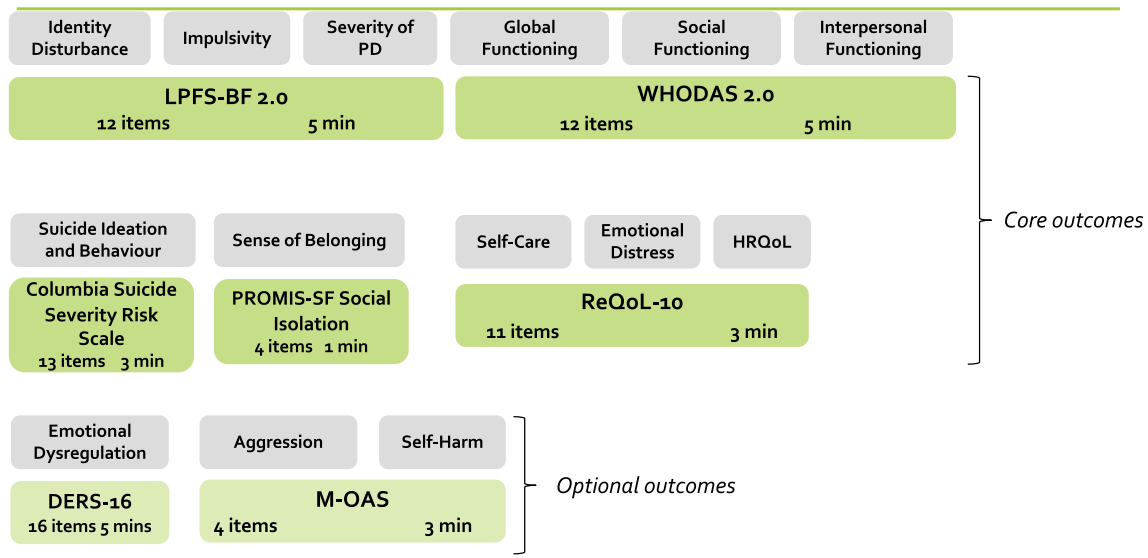 Identity
Disturbance
Impulsivity
Severity of
PD
Global
Functioning
Social
Functioning
Interpersonal
Functioning
LPFS-BF 2.0
12 items 5 min
WHODAS 2.0
12 items 5 min
Core outcomes
Suicide Ideation
and Behaviour
Sense of Belonging
Self-Care
Emotional
Distress
HRQoL
Columbia Suicide
Severity Risk
Scale
13 items 3 min
PROMIS-SF Social
Isolation
4 items 1 min
ReQoL-10
11 items 3 min
Emotional
Dysregulation
Aggression
Self-Harm
DERS-16
16 items 5 mins
M-OAS
4 items 3 min
Optional outcomes